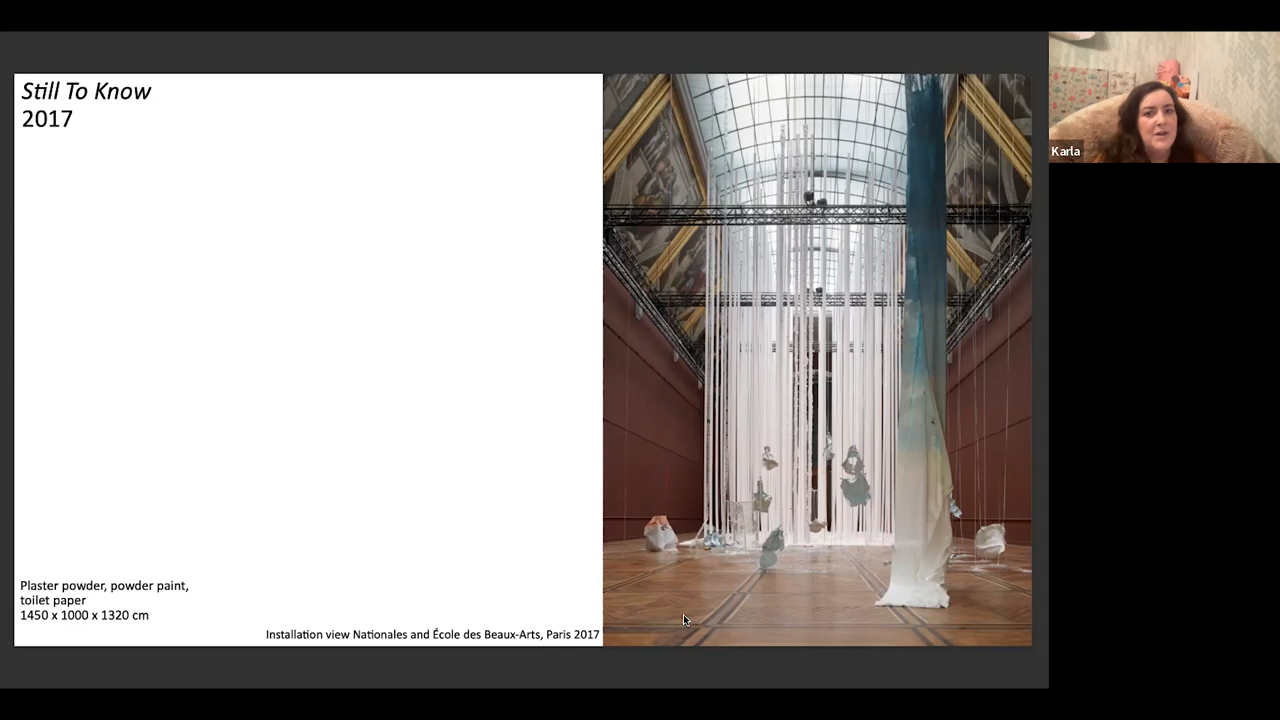 Still To Know
2017
Plaster powder, powder paint,
toilet paper
1450 x 1000 x 1320 cm
Installation view Nationales and École des Beaux-Arts, Paris 2017
Karla